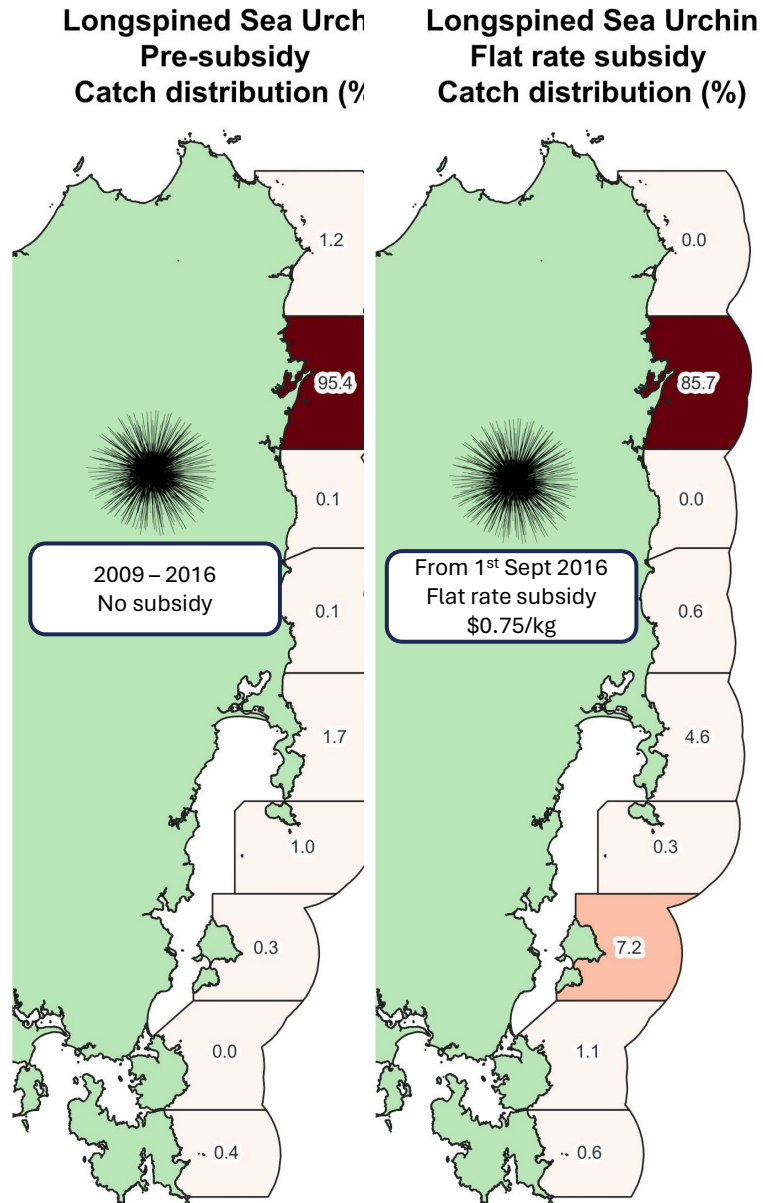 Longspined Sea Urch
Pre-subsidy
Catch distribution (%
1.2
95.4
0.1
2009 – 2016
No subsidy
0.1
1.7
1.0
0.3
0.0
0.4
Longspined Sea Urchin
Flat rate subsidy
Catch distribution (%)
0.0
85.7
0.0
From 1st Sept 2016
Flat rate subsidy
$0.75/kg
0.6
4.6
0.3
7.2
1.1
0.6